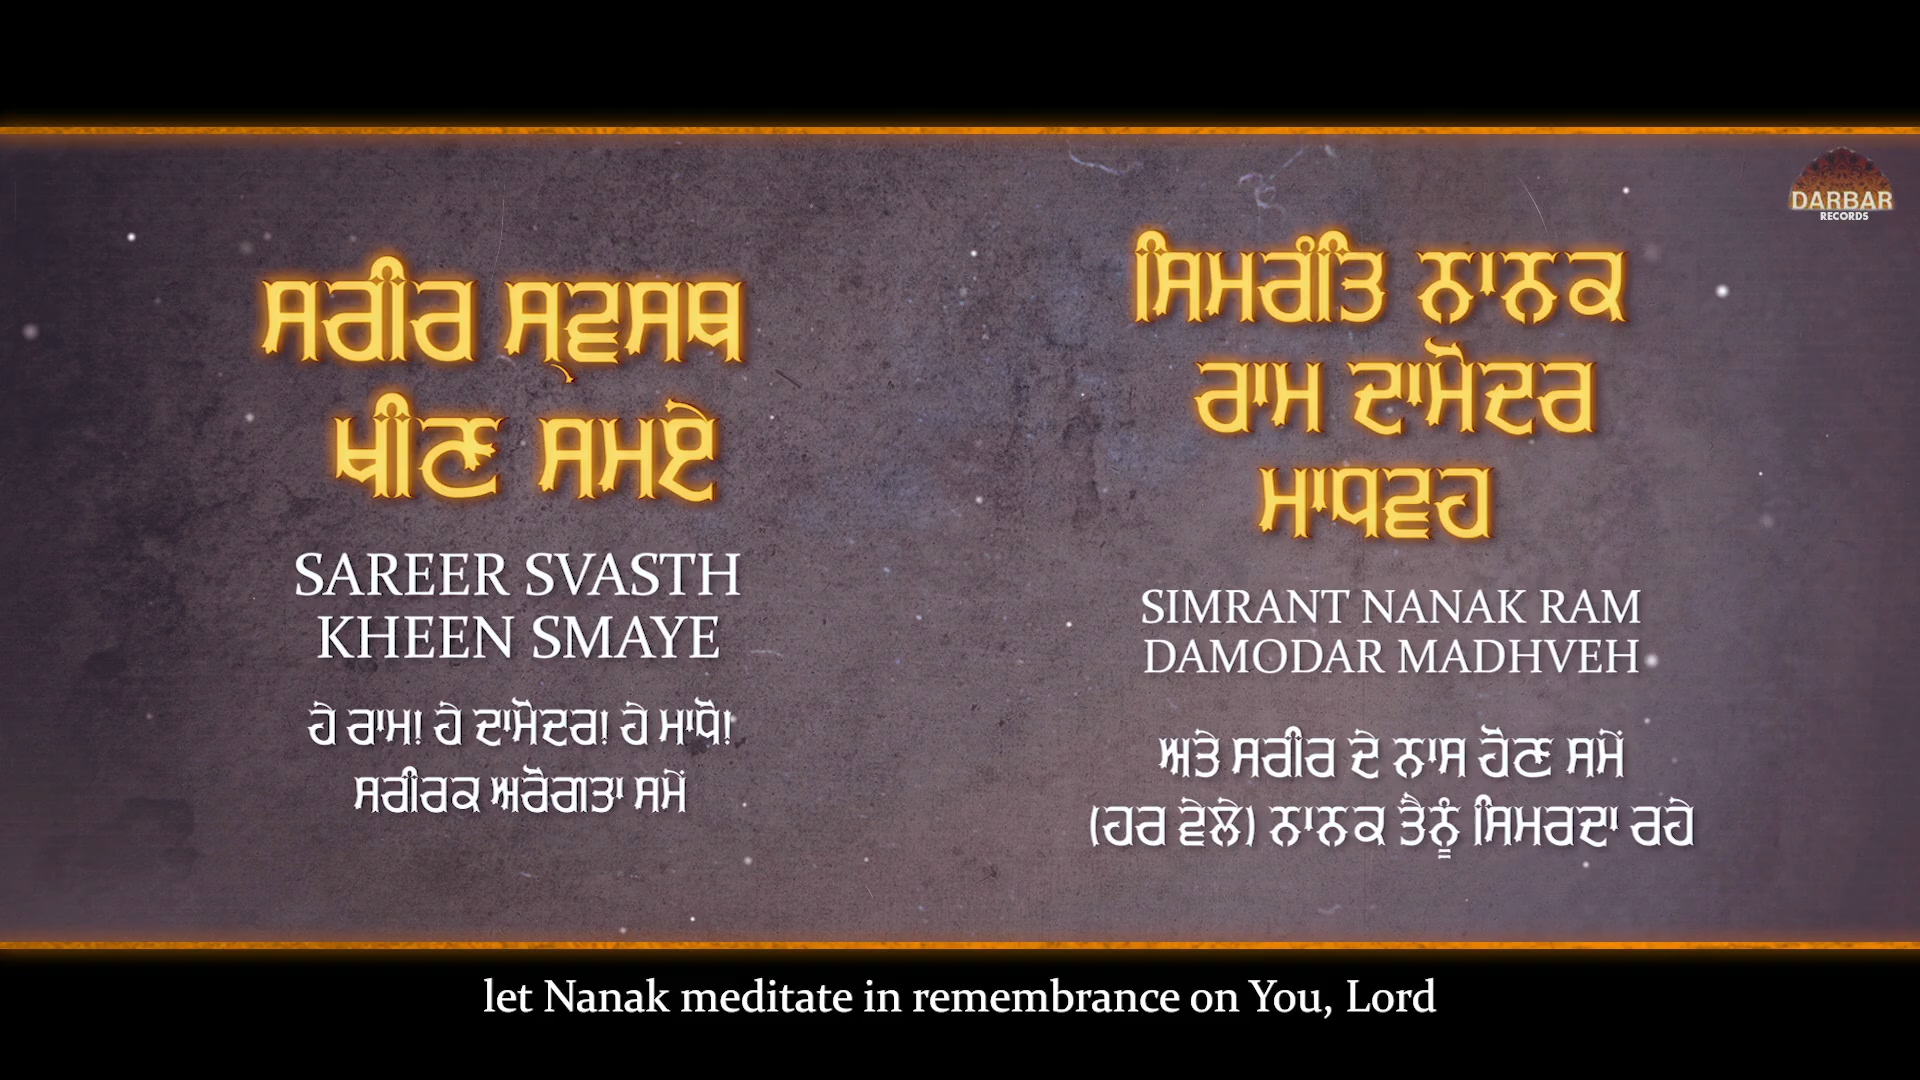 DARBAR
RECORDS
ਸਰੀਰ ਸ੍ਵਸਥ
ਖੀਣ ਸਮਏ
SAREER SVASTH
KHEEN SMAYE
ਹੇ ਰਾਮ! ਹੇ ਦਾਮੋਦਰ! ਹੇ ਮਾਧੋ!
ਸਰੀਰਕ ਅਰੋਗਤਾ ਸਮੇਂ
ਸਿਮਰੰਤਿ ਨਾਨਕ
ਰਾਮ ਦਾਮੋਦਰ
ਮਾਧਵਹ
SIMRANT NANAK RAM
DAMODAR MADHVEH
ਅਤੇ ਸਰੀਰ ਦੇ ਨਾਸ ਹੋਣ ਸਮੇਂ
(ਹਰ ਵੇਲੇ) ਨਾਨਕ ਤੈਨੂੰ ਸਿਮਰਦਾ ਰਹੇ
let Nanak meditate in remembrance on You, Lord